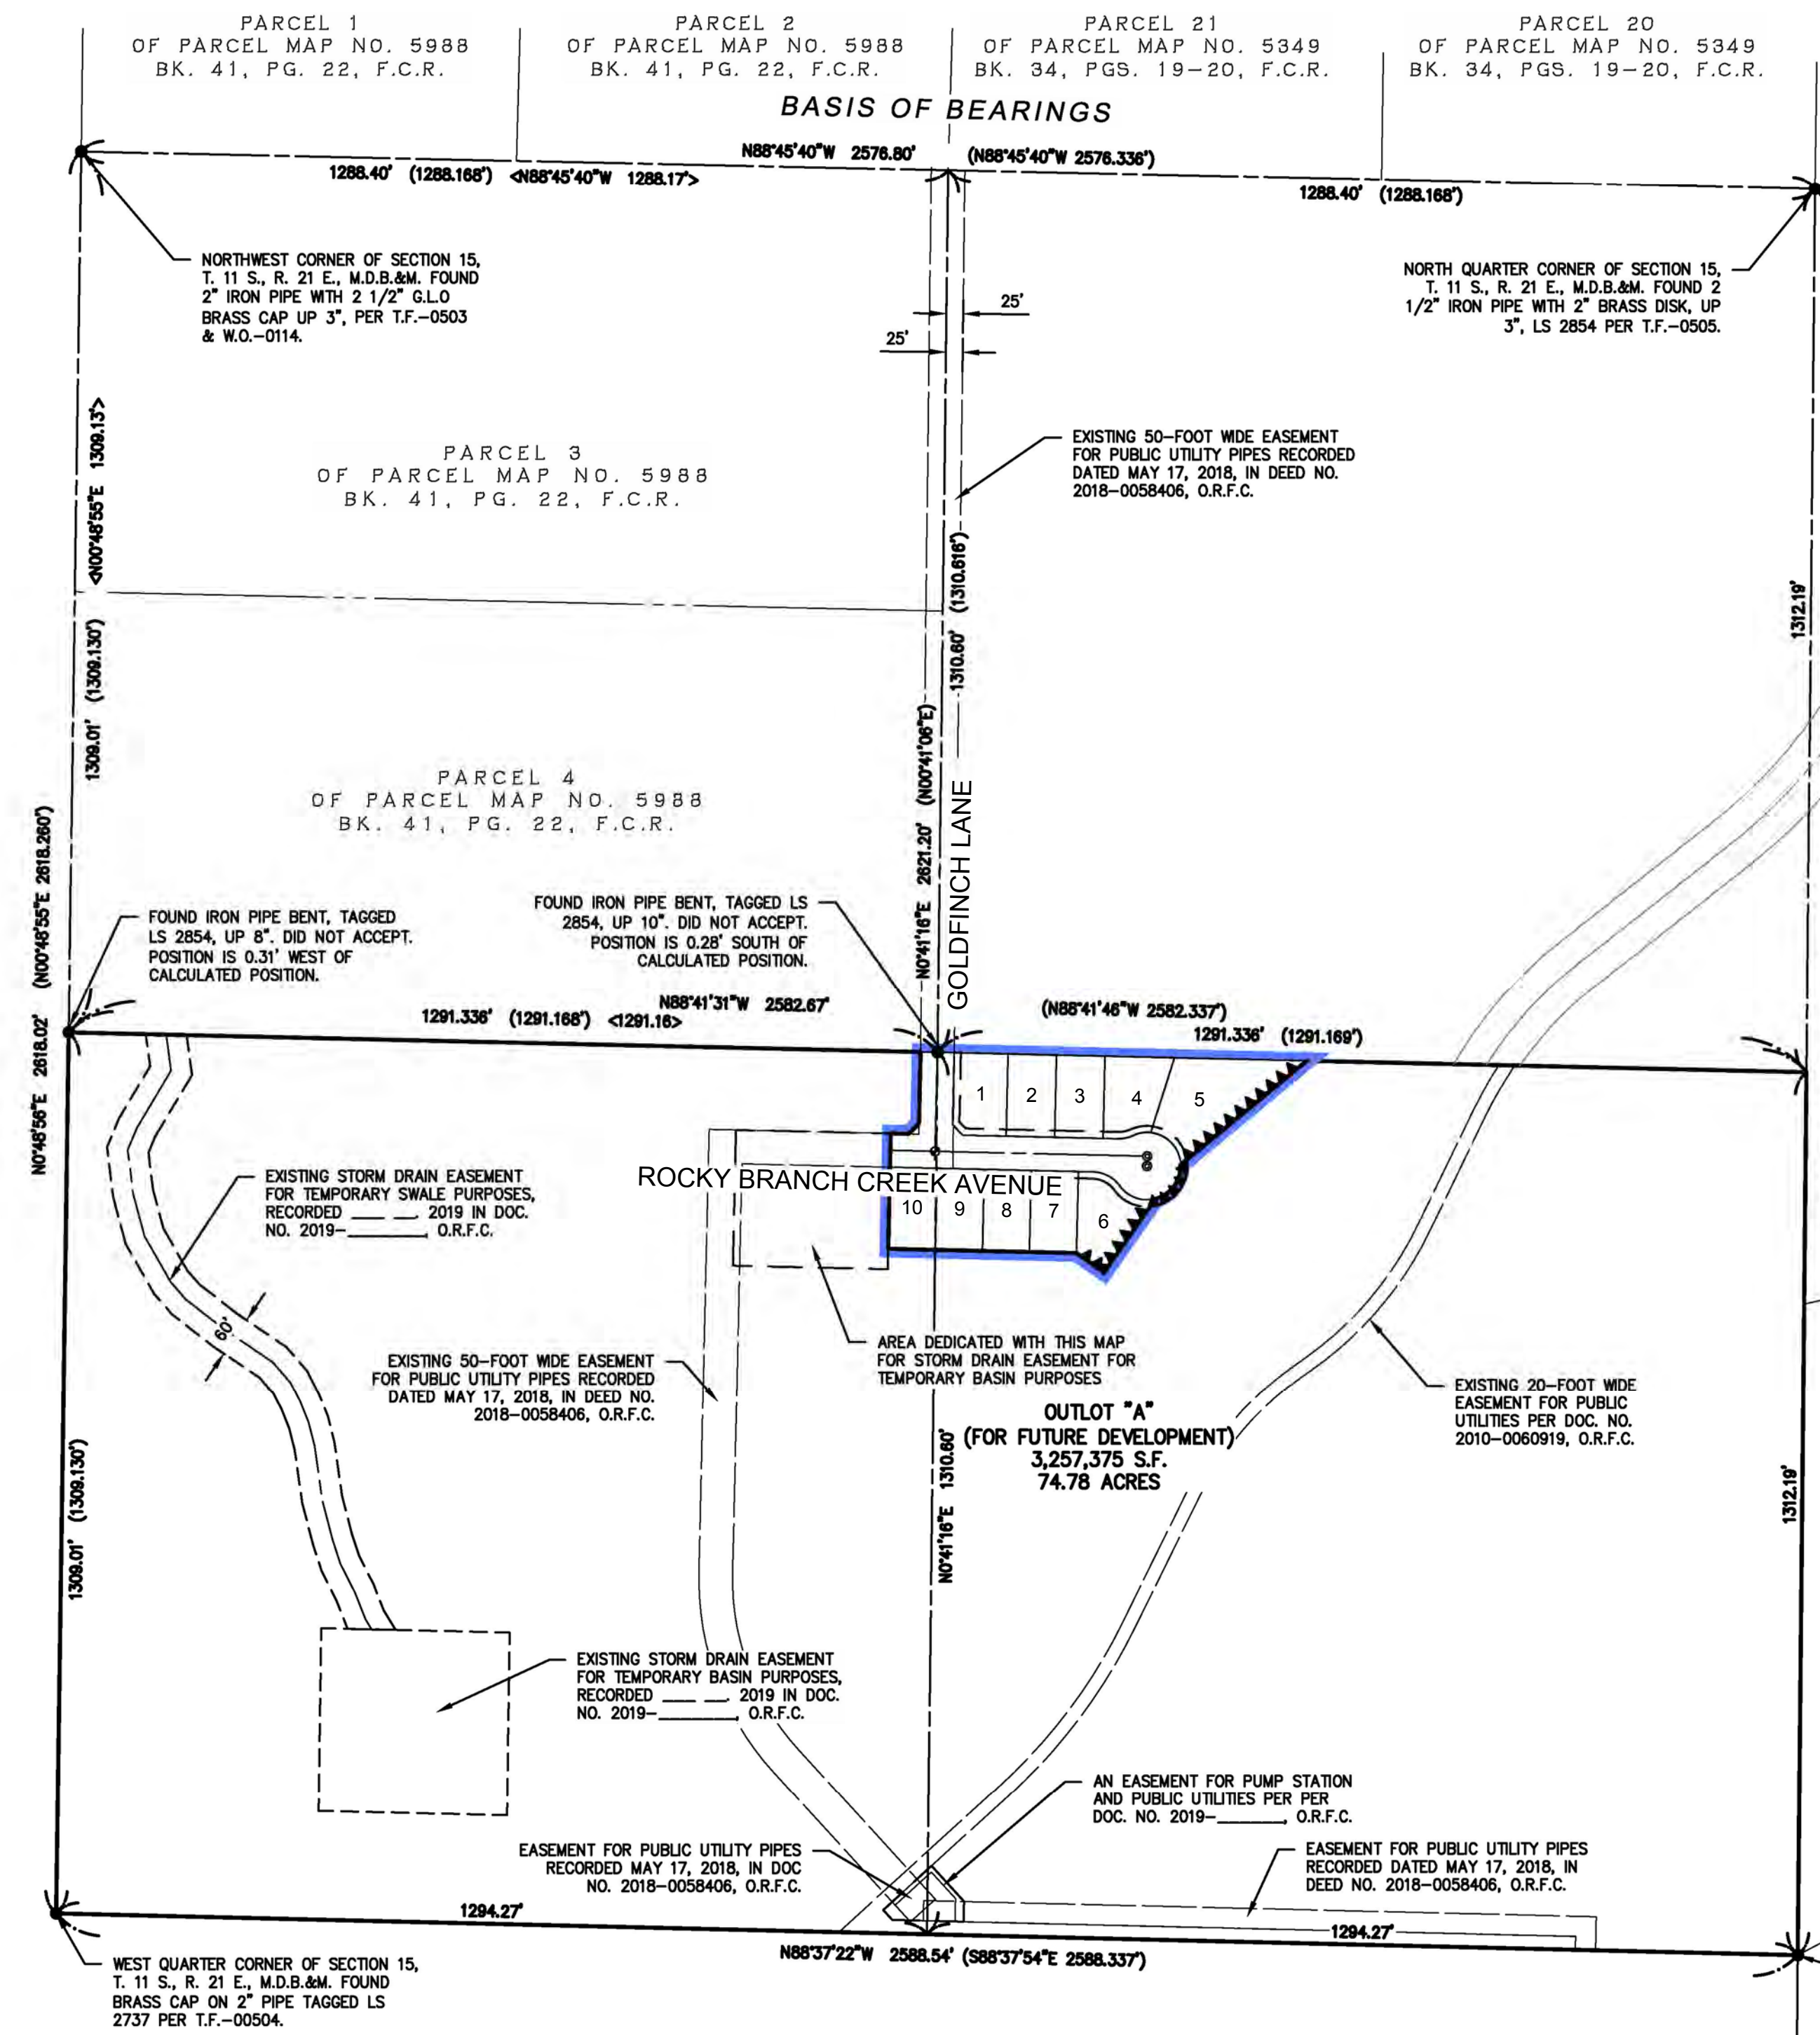 PARCEL 1
OF PARCEL MAP NO. 5988
BK. 41, PG. 22, F.C.R.
PARCEL 2
OF PARCEL MAP NO. 5988
BK. 41, PG. 22, F.C.R.
PARCEL 21
OF PARCEL MAP NO. 5349
BK. 34, PGS. 19-20, F.C.R.
PARCEL 20
OF PARCEL MAP NO. 5349
BK. 34, PGS. 19-20, F.C.R.
BASIS OF BEARINGS
N88°45'40"W 2576.80' (N88°45'40"W 2576.336')
1288.40' (1288.168') <N88°45'40"W 1288.17'>
1288.40' (1288.168')
NORTHWEST CORNER OF SECTION 15,
T. 11 S., R. 21 E., M.D.B.&M. FOUND
2" IRON PIPE WITH 2 1/2" G.L.O
BRASS CAP UP 3", PER T.F.-0503
& W.O.-0114.
NORTH QUARTER CORNER OF SECTION 15,
T. 11 S., R. 21 E., M.D.B.&M. FOUND 2
1/2" IRON PIPE WITH 2" BRASS DISK, UP
3", LS 2854 PER T.F.-0505.
25'
25'
EXISTING 50-FOOT WIDE EASEMENT
FOR PUBLIC UTILITY PIPES RECORDED
DATED MAY 17, 2018, IN DEED NO.
2018-0058406, O.R.F.C.
PARCEL 3
OF PARCEL MAP NO. 5988
BK. 41, PG. 22, F.C.R.
1309.01' (1309.130') <N00°48'55"E 1309.13'>
1310.60' (1310.616')
1312.19'
PARCEL 4
OF PARCEL MAP NO. 5988
BK. 41, PG. 22, F.C.R.
N0°48'56"E 2618.02' (N00°48'55"E 2618.260')
N0°41'16"E 2621.20' (N00°41'06"E)
GOLDFINCH LANE
FOUND IRON PIPE BENT, TAGGED
LS 2854, UP 8". DID NOT ACCEPT.
POSITION IS 0.31' WEST OF
CALCULATED POSITION.
FOUND IRON PIPE BENT, TAGGED LS
2854, UP 10". DID NOT ACCEPT.
POSITION IS 0.28' SOUTH OF
CALCULATED POSITION.
N88°41'31"W 2582.67'
(N88°41'46"W 2582.337')
1291.336' (1291.168') <1291.16>
1291.336' (1291.169')
1
2
3
4
5
ROCKY BRANCH CREEK AVENUE
10
9
8
7
6
EXISTING STORM DRAIN EASEMENT
FOR TEMPORARY SWALE PURPOSES,
RECORDED ____ __, 2019 IN DOC.
NO. 2019-________, O.R.F.C.
60'
AREA DEDICATED WITH THIS MAP
FOR STORM DRAIN EASEMENT FOR
TEMPORARY BASIN PURPOSES
EXISTING 50-FOOT WIDE EASEMENT
FOR PUBLIC UTILITY PIPES RECORDED
DATED MAY 17, 2018, IN DEED NO.
2018-0058406, O.R.F.C.
EXISTING 20-FOOT WIDE
EASEMENT FOR PUBLIC
UTILITIES PER DOC. NO.
2010-0060919, O.R.F.C.
OUTLOT "A"
(FOR FUTURE DEVELOPMENT)
3,257,375 S.F.
74.78 ACRES
1309.01' (1309.130')
N0°41'16"E 1310.60'
1312.19'
EXISTING STORM DRAIN EASEMENT
FOR TEMPORARY BASIN PURPOSES,
RECORDED ____ __, 2019 IN DOC.
NO. 2019-________, O.R.F.C.
AN EASEMENT FOR PUMP STATION
AND PUBLIC UTILITIES PER PER
DOC. NO. 2019-_______, O.R.F.C.
EASEMENT FOR PUBLIC UTILITY PIPES
RECORDED MAY 17, 2018, IN DOC
NO. 2018-0058406, O.R.F.C.
EASEMENT FOR PUBLIC UTILITY PIPES
RECORDED DATED MAY 17, 2018, IN
DEED NO. 2018-0058406, O.R.F.C.
1294.27'
1294.27'
N88°37'22"W 2588.54' (S88°37'54"E 2588.337')
WEST QUARTER CORNER OF SECTION 15,
T. 11 S., R. 21 E., M.D.B.&M. FOUND
BRASS CAP ON 2" PIPE TAGGED LS
2737 PER T.F.-00504.